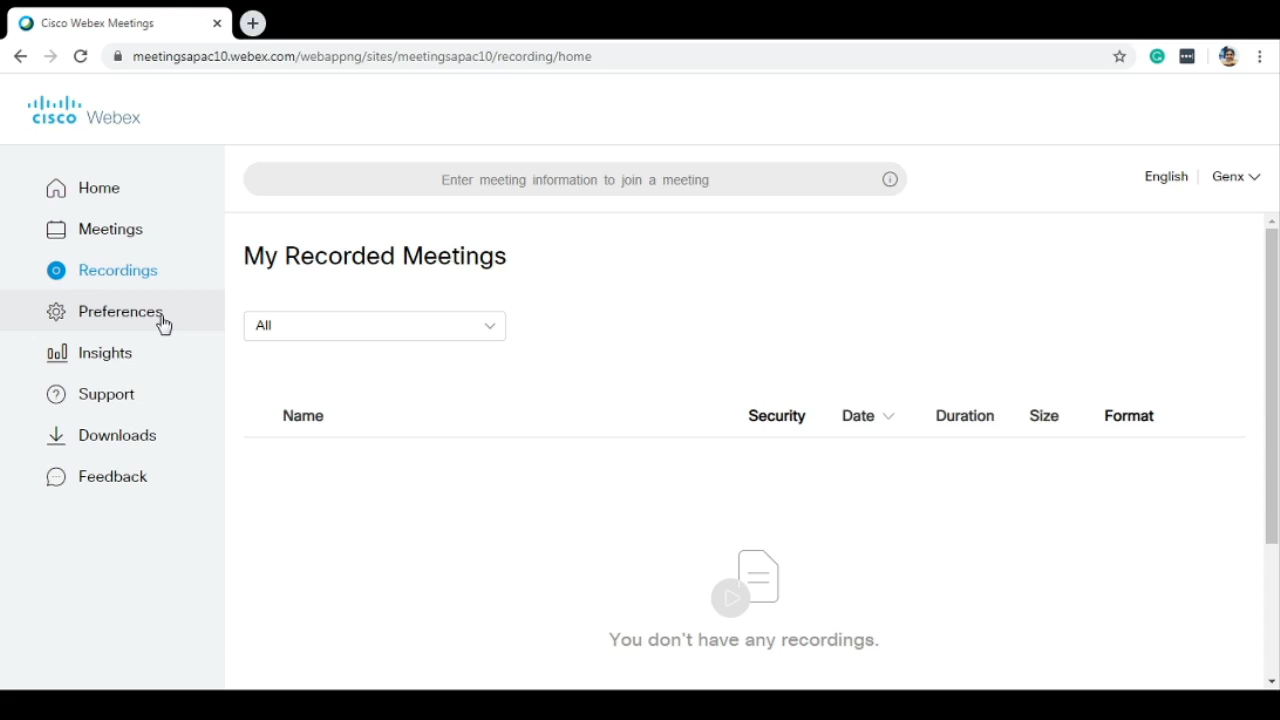 Cisco Webex Meetings
meetingsapac10.webex.com/webappng/sites/meetingsapac10/recording/home
cisco Webex
Home
Meetings
Recordings
Preferences
Insights
Support
Downloads
Feedback
Enter meeting information to join a meeting
English
Genx
My Recorded Meetings
All
Name Security Date Duration Size Format
You don't have any recordings.